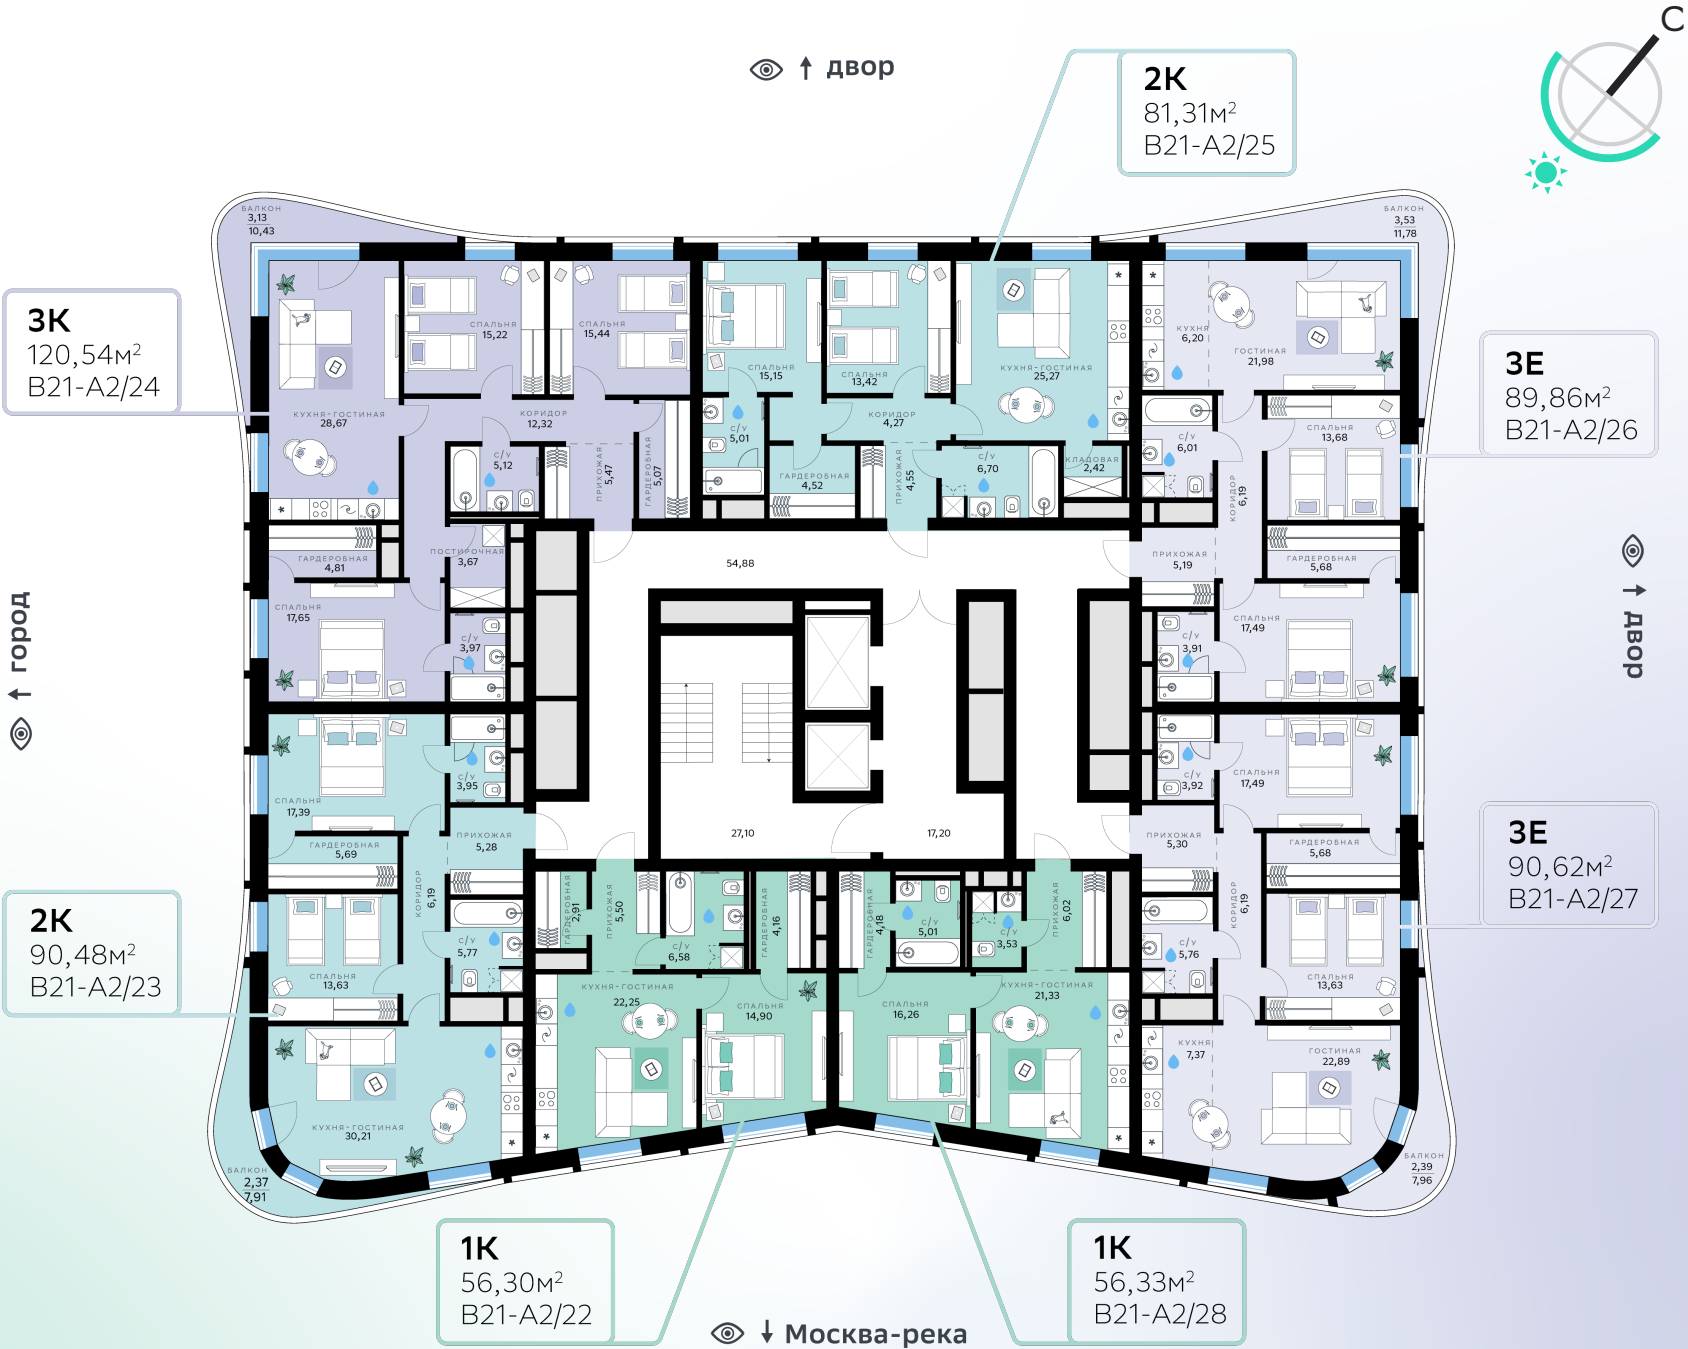 С
двор
2К
81,31м²
В21-А2/25
БАЛКОН
3,13
10,43
БАЛКОН
3,53
11,78
3К
120,54м²
В21-А2/24
СПАЛЬНЯ
15,22
СПАЛЬНЯ
15,44
КУХНЯ-ГОСТИНАЯ
28,67
КОРИДОР
12,32
С/У
5,12
ПРИХОЖАЯ
5,47
ГАРДЕРОБНАЯ
5,07
ГАРДЕРОБНАЯ
4,81
ПОСТИРОЧНАЯ
3,67
СПАЛЬНЯ
17,65
С/У
3,97
СПАЛЬНЯ
15,15
СПАЛЬНЯ
13,42
КУХНЯ-ГОСТИНАЯ
25,27
С/У
5,01
КОРИДОР
4,27
ГАРДЕРОБНАЯ
4,52
ПРИХОЖАЯ
4,55
С/У
6,70
КЛАДОВАЯ
2,42
КУХНЯ
6,20
ГОСТИНАЯ
21,98
3Е
89,86м²
В21-А2/26
С/У
6,01
СПАЛЬНЯ
13,68
КОРИДОР
6,19
ПРИХОЖАЯ
5,19
ГАРДЕРОБНАЯ
5,68
С/У
3,91
СПАЛЬНЯ
17,49
54,88
27,10
17,20
город
двор
СПАЛЬНЯ
17,39
С/У
3,95
ГАРДЕРОБНАЯ
5,69
ПРИХОЖАЯ
5,28
КОРИДОР
6,19
2К
90,48м²
В21-А2/23
С/У
5,77
СПАЛЬНЯ
13,63
КУХНЯ-ГОСТИНАЯ
30,21
БАЛКОН
2,37
7,91
ГАРДЕРОБНАЯ
2,91
ПРИХОЖАЯ
5,50
С/У
6,58
ГАРДЕРОБНАЯ
4,16
КУХНЯ-ГОСТИНАЯ
22,25
СПАЛЬНЯ
14,90
ГАРДЕРОБНАЯ
4,18
С/У
5,01
С/У
3,53
ПРИХОЖАЯ
6,02
СПАЛЬНЯ
16,26
КУХНЯ-ГОСТИНАЯ
21,33
С/У
3,92
СПАЛЬНЯ
17,49
ПРИХОЖАЯ
5,30
ГАРДЕРОБНАЯ
5,68
КОРИДОР
6,19
3Е
90,62м²
В21-А2/27
С/У
5,76
СПАЛЬНЯ
13,63
КУХНЯ
7,37
ГОСТИНАЯ
22,89
БАЛКОН
2,39
7,96
1К
56,30м²
В21-А2/22
Москва-река
1К
56,33м²
В21-А2/28